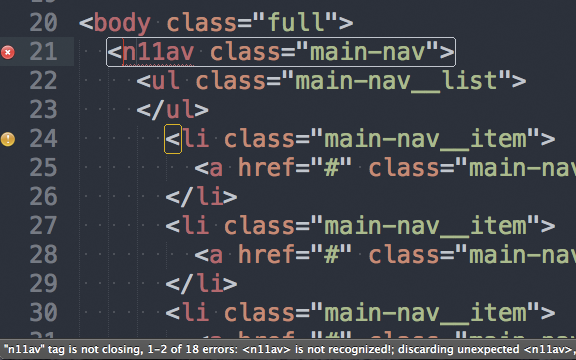 20 <body class="full">
21 <n11av class="main-nav">
22 <ul class="main-nav__list">
23 </ul>
24 <li class="main-nav__item">
25 <a href="#" class="main-nav
26 </li>
27 <li class="main-nav__item">
28 <a href="#" class="main-nav
29 </li>
30 <li class="main-nav__item">
"n11av" tag is not closing, 1-2 of 18 errors: <n11av> is not recognized!; discarding unexpected <n11av>